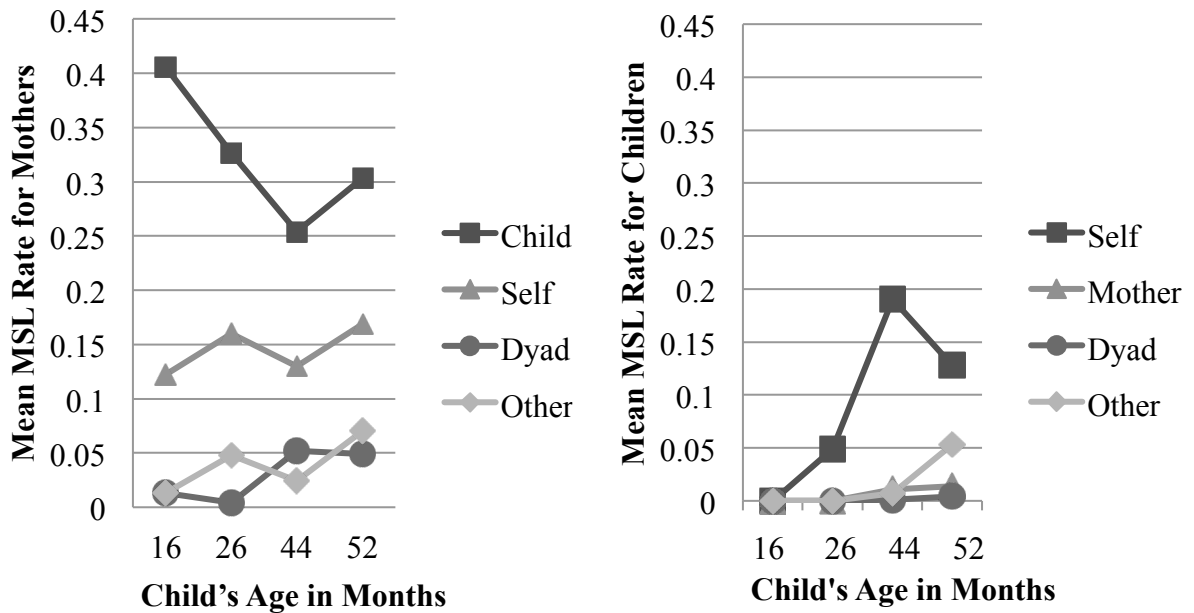 Mean MSL Rate for Mothers
0.45
0.4
0.35
0.3
0.25
0.2
0.15
0.1
0.05
0
16 26 44 52
Child’s Age in Months
Child
Self
Dyad
Other
Mean MSL Rate for Children
0.45
0.4
0.35
0.3
0.25
0.2
0.15
0.1
0.05
0
16 26 44 52
Child's Age in Months
Self
Mother
Dyad
Other